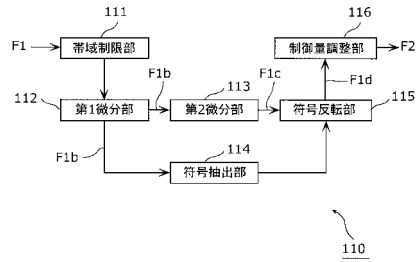 111
116
F1
帯域制限部
制御量調整部
F2
F1b
113
F1c
F1d
112
第1微分部
第2微分部
符号反転部
115
114
F1b
符号抽出部
110